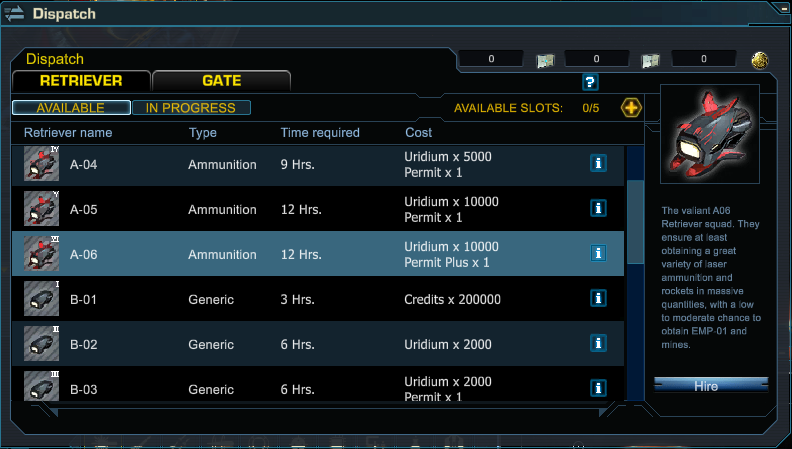 Dispatch
Dispatch
0
0
0
RETRIEVER
GATE
?
AVAILABLE
IN PROGRESS
AVAILABLE SLOTS: 0/5
+
Retriever name Type Time required Cost
IV
A-04 Ammunition 9 Hrs. Uridium x 5000
Permit x 1
i
V
A-05 Ammunition 12 Hrs. Uridium x 10000
Permit x 1
i
VI
A-06 Ammunition 12 Hrs. Uridium x 10000
Permit Plus x 1
i
I
B-01 Generic 3 Hrs. Credits x 200000
i
II
B-02 Generic 6 Hrs. Uridium x 2000
i
III
B-03 Generic 6 Hrs. Uridium x 2000
Permit x 1
i
The valiant A06
Retriever squad. They
ensure at least
obtaining a great
variety of laser
ammunition and
rockets in massive
quantities, with a low
to moderate chance to
obtain EMP-01 and
mines.
Hire